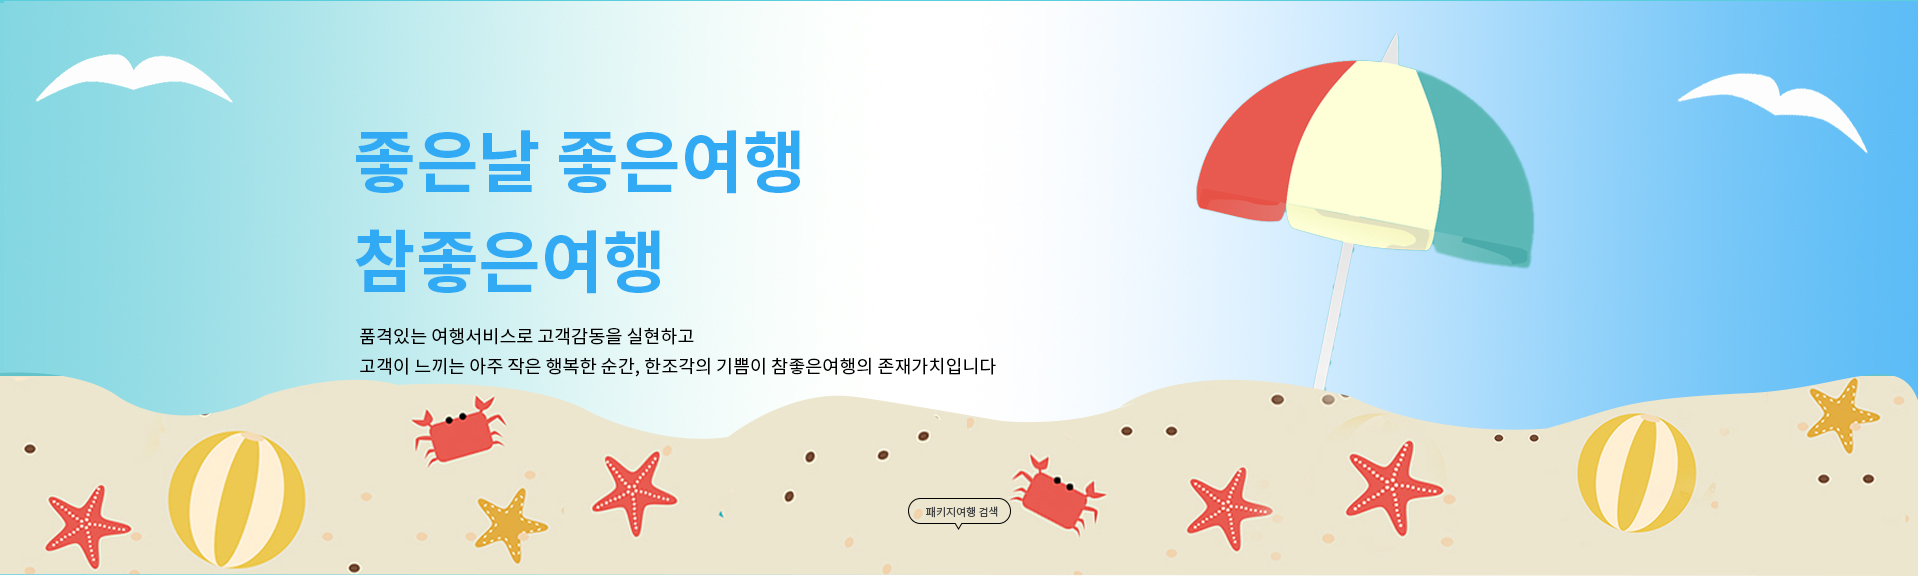 좋은날 좋은여행
참좋은여행
품격있는 여행서비스로 고객감동을 실현하고
고객이 느끼는 아주 작은 행복한 순간, 한조각의 기쁨이 참좋은여행의 존재가치입니다
패키지여행 검색